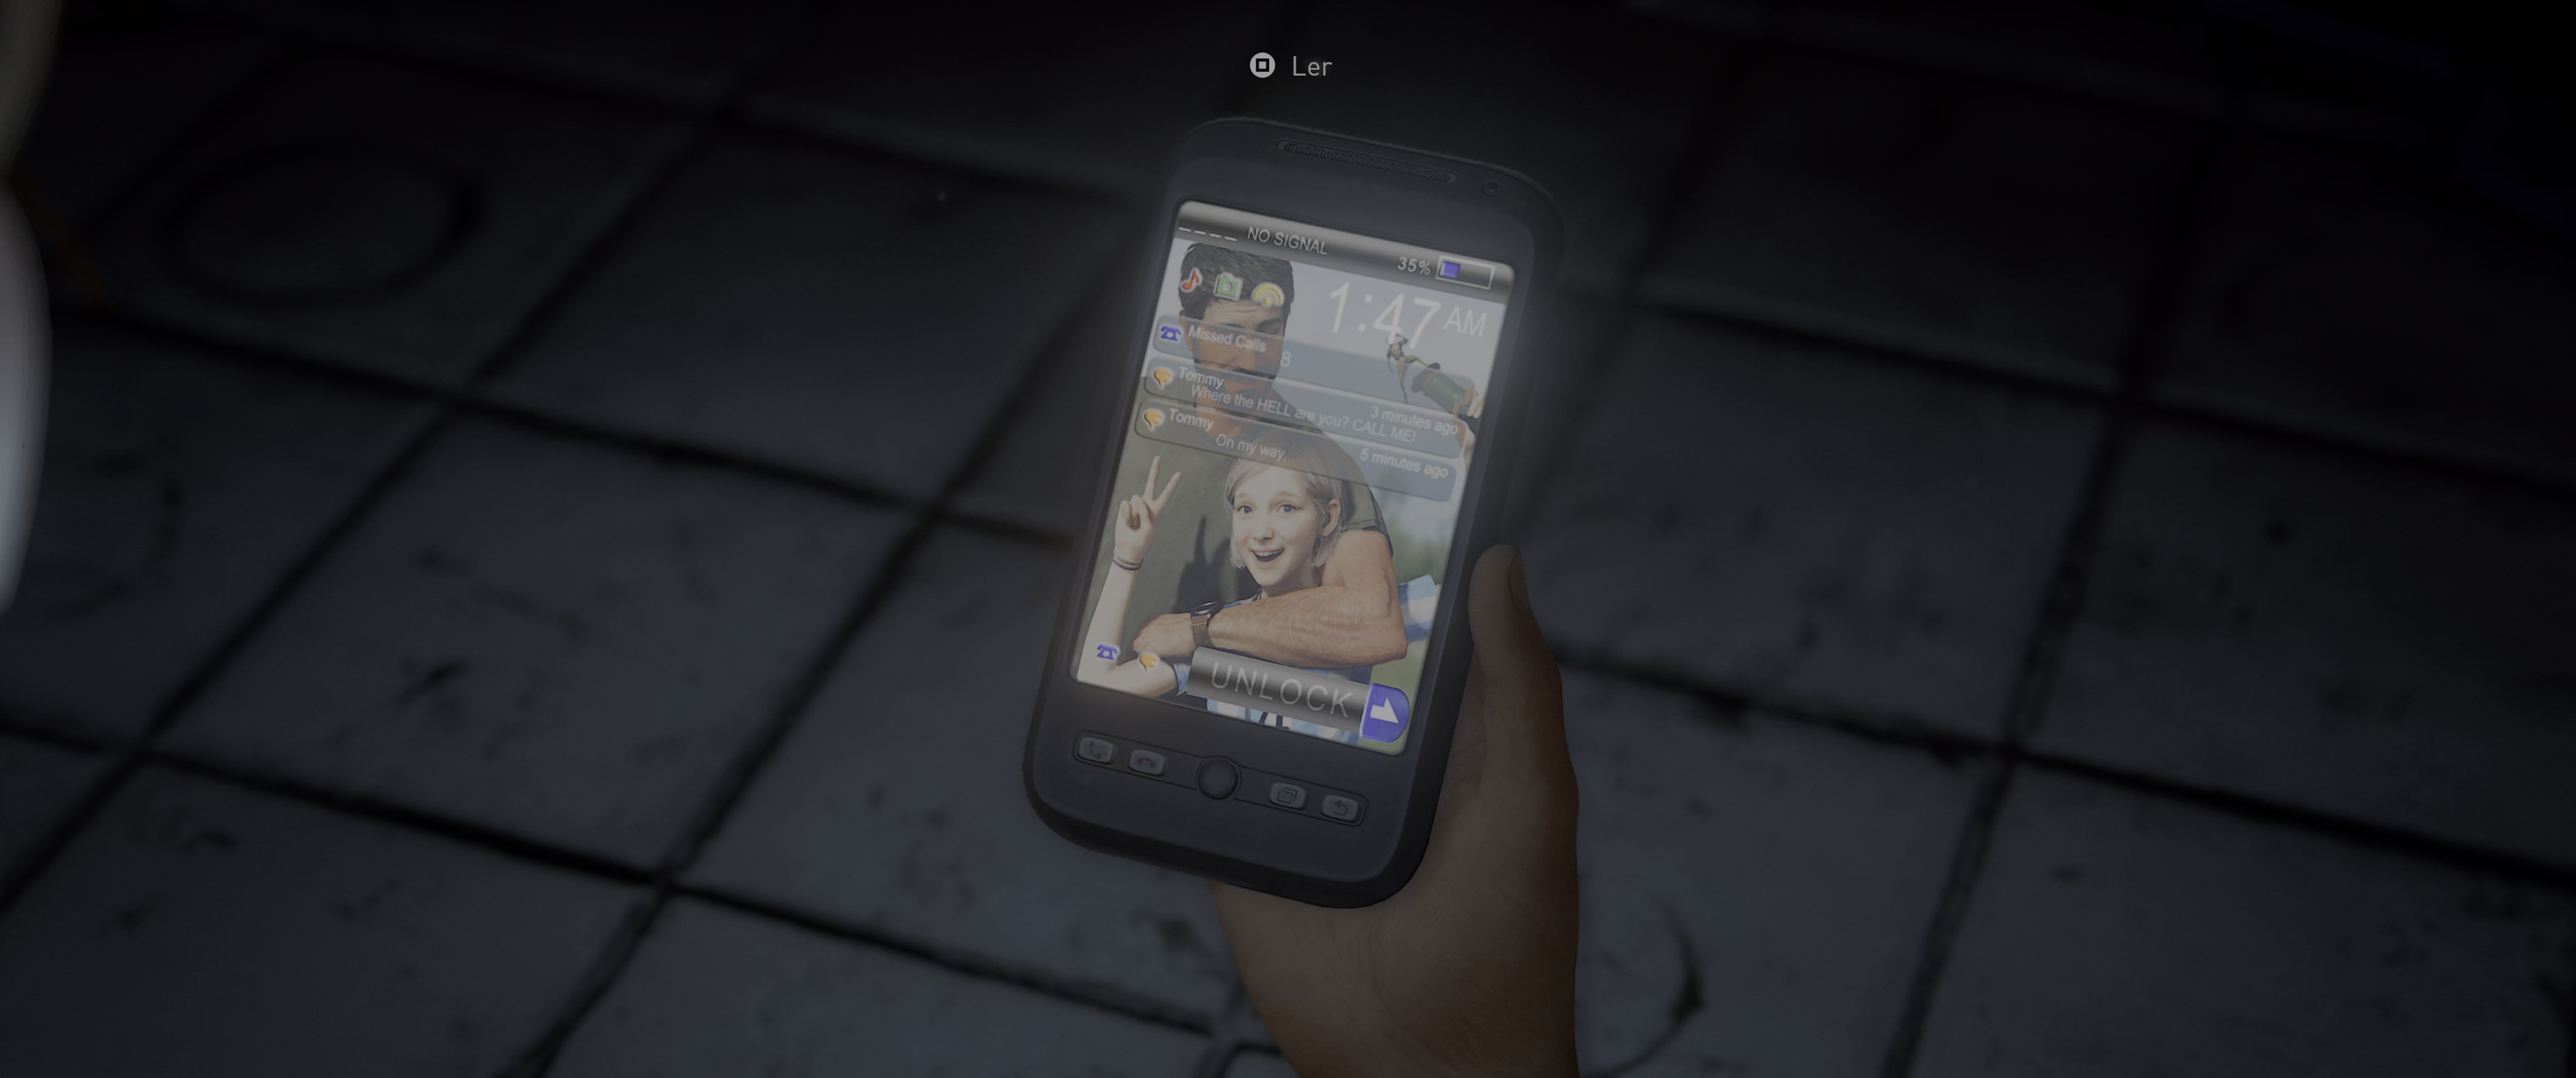 Ler
NO SIGNAL
35%
1:47 AM
Missed Calls
8
Tommy
3 minutes ago
Where the HELL are you? CALL ME!
Tommy
5 minutes ago
On my way.
UNLOCK